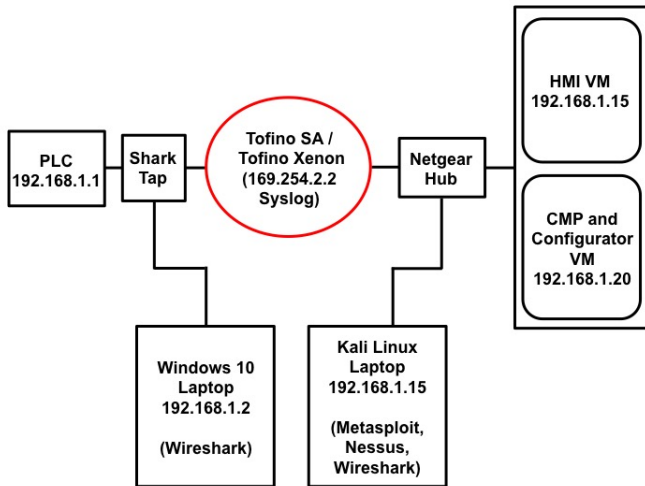 PLC
192.168.1.1
Shark
Tap
Tofino SA /
Tofino Xenon
(169.254.2.2
Syslog)
Netgear
Hub
HMI VM
192.168.1.15
CMP and
Configurator
VM
192.168.1.20
Windows 10
Laptop
192.168.1.2
(Wireshark)
Kali Linux
Laptop
192.168.1.15
(Metasploit,
Nessus,
Wireshark)